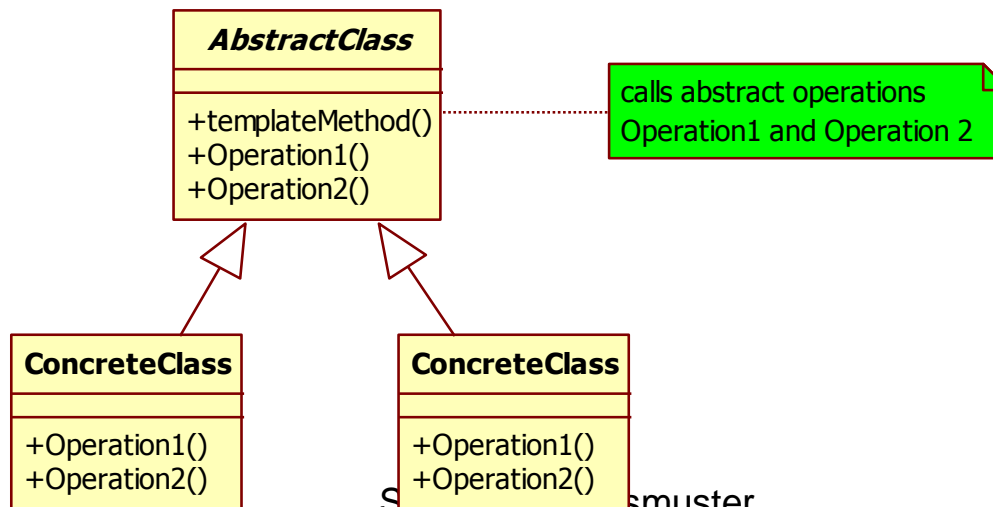 AbstractClass
+templateMethod()
+Operation1()
+Operation2()
calls abstract operations
Operation1 and Operation 2
ConcreteClass
+Operation1()
+Operation2()
ConcreteClass
+Operation1()
+Operation2()